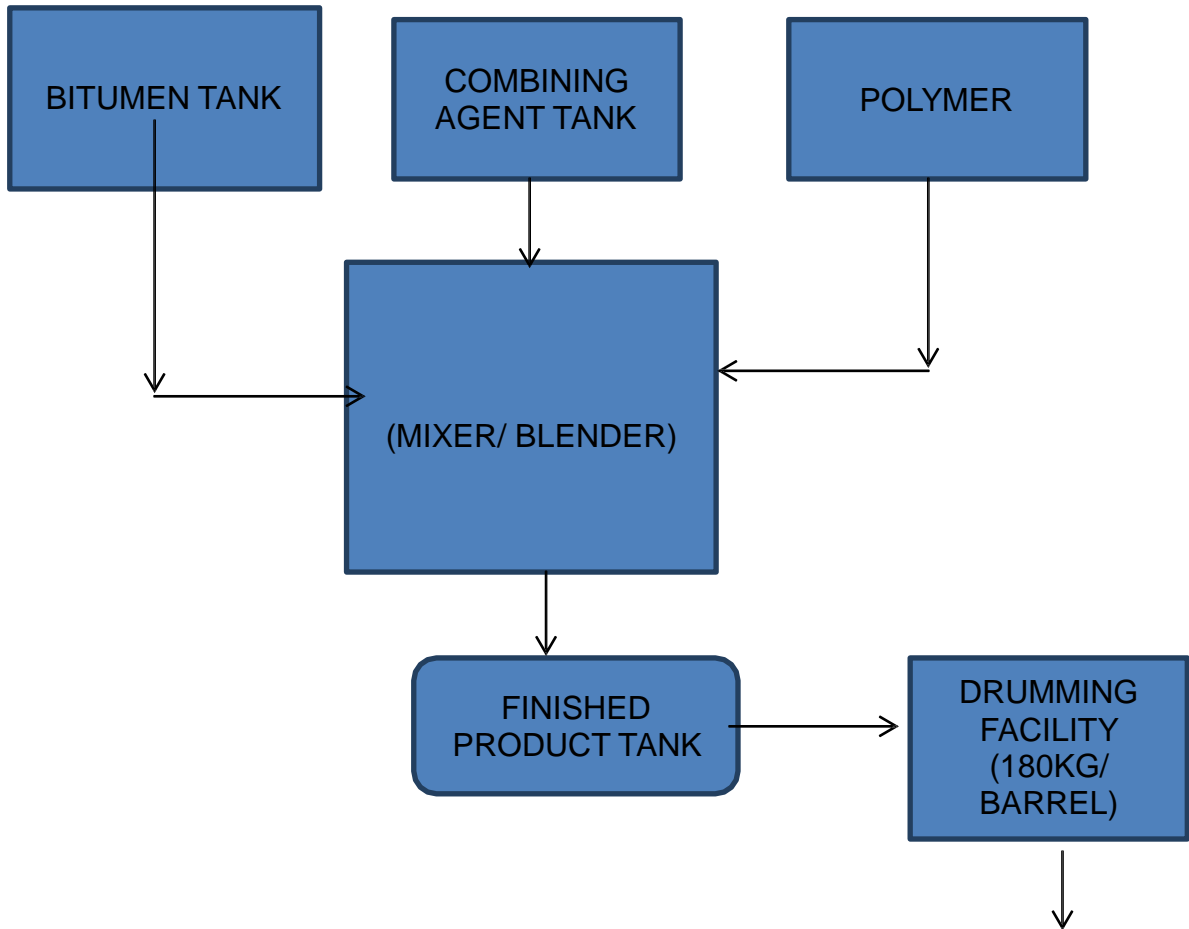 BITUMEN TANK
COMBINING
AGENT TANK
POLYMER
(MIXER/ BLENDER)
FINISHED
PRODUCT TANK
DRUMMING
FACILITY
(180KG/
BARREL)